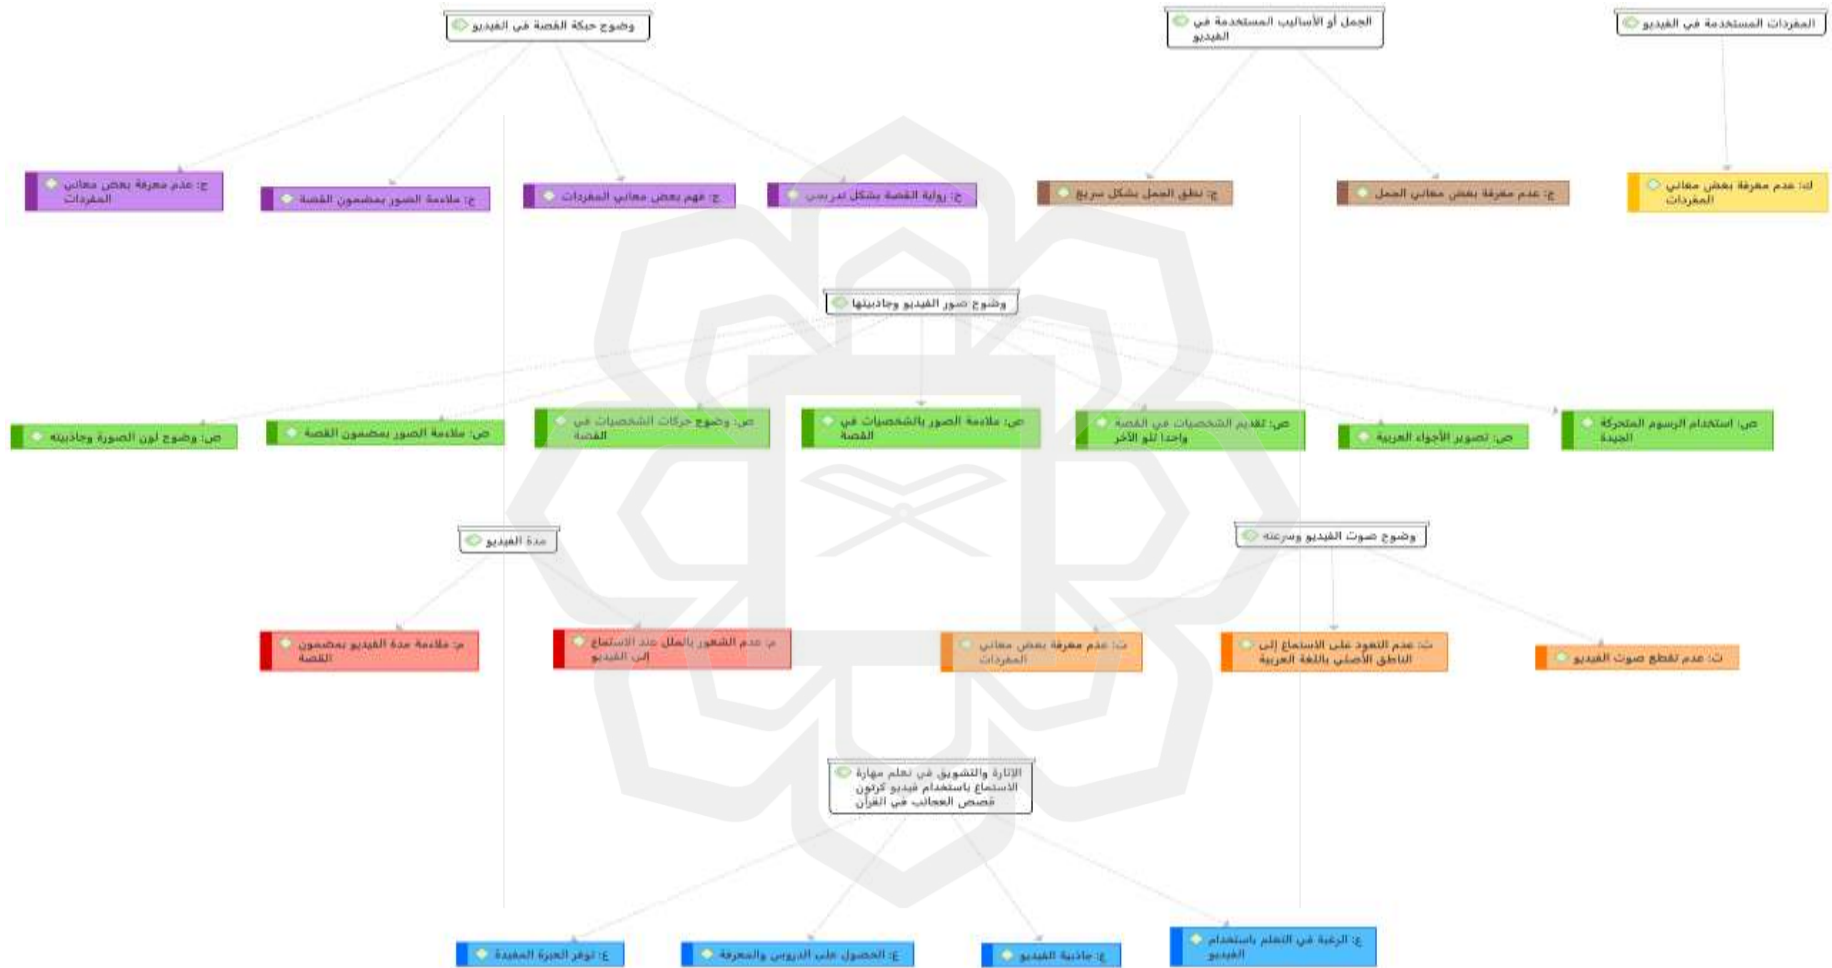 المفردات المستخدمة في الفيديو
الجمل أو الأساليب المستخدمة في
الفيديو
وضوح حبكة القصة في الفيديو
ك: عدم معرفة بعض معاني
المفردات
ج: عدم معرفة بعض معاني الجمل
ج: نطق الجمل بشكل سريع
ح: رواية القصة بشكل تدريجي
ح: فهم بعض معاني المفردات
ح: ملاءمة الصور بمضمون القصة
ح: عدم معرفة بعض معاني
المفردات
وضوح صور الفيديو وجاذبيتها
ص: استخدام الرسوم المتحركة
الجيدة
ص: تصوير الأجواء العربية
ص: تقديم الشخصيات في القصة
واحدا تلو الآخر
ص: ملاءمة الصور بالشخصيات في
القصة
ص: وضوح حركات الشخصيات في
القصة
ص: ملاءمة الصور بمضمون القصة
ص: وضوح لون الصورة وجاذبيته
وضوح صوت الفيديو وسرعته
مدة الفيديو
ت: عدم تقطع صوت الفيديو
ت: عدم التعود على الاستماع إلى
الناطق الأصلي باللغة العربية
ت: عدم معرفة بعض معاني
المفردات
م: عدم الشعور بالملل عند الاستماع
إلى الفيديو
م: ملاءمة مدة الفيديو بمضمون
القصة
الإثارة والتشويق في تعلم مهارة
الاستماع باستخدام فيديو كرتون
قصص العجائب في القرآن
ع: الرغبة في التعلم باستخدام
الفيديو
ع: جاذبية الفيديو
ع: الحصول على الدروس والمعرفة
ع: توفر العبرة المفيدة